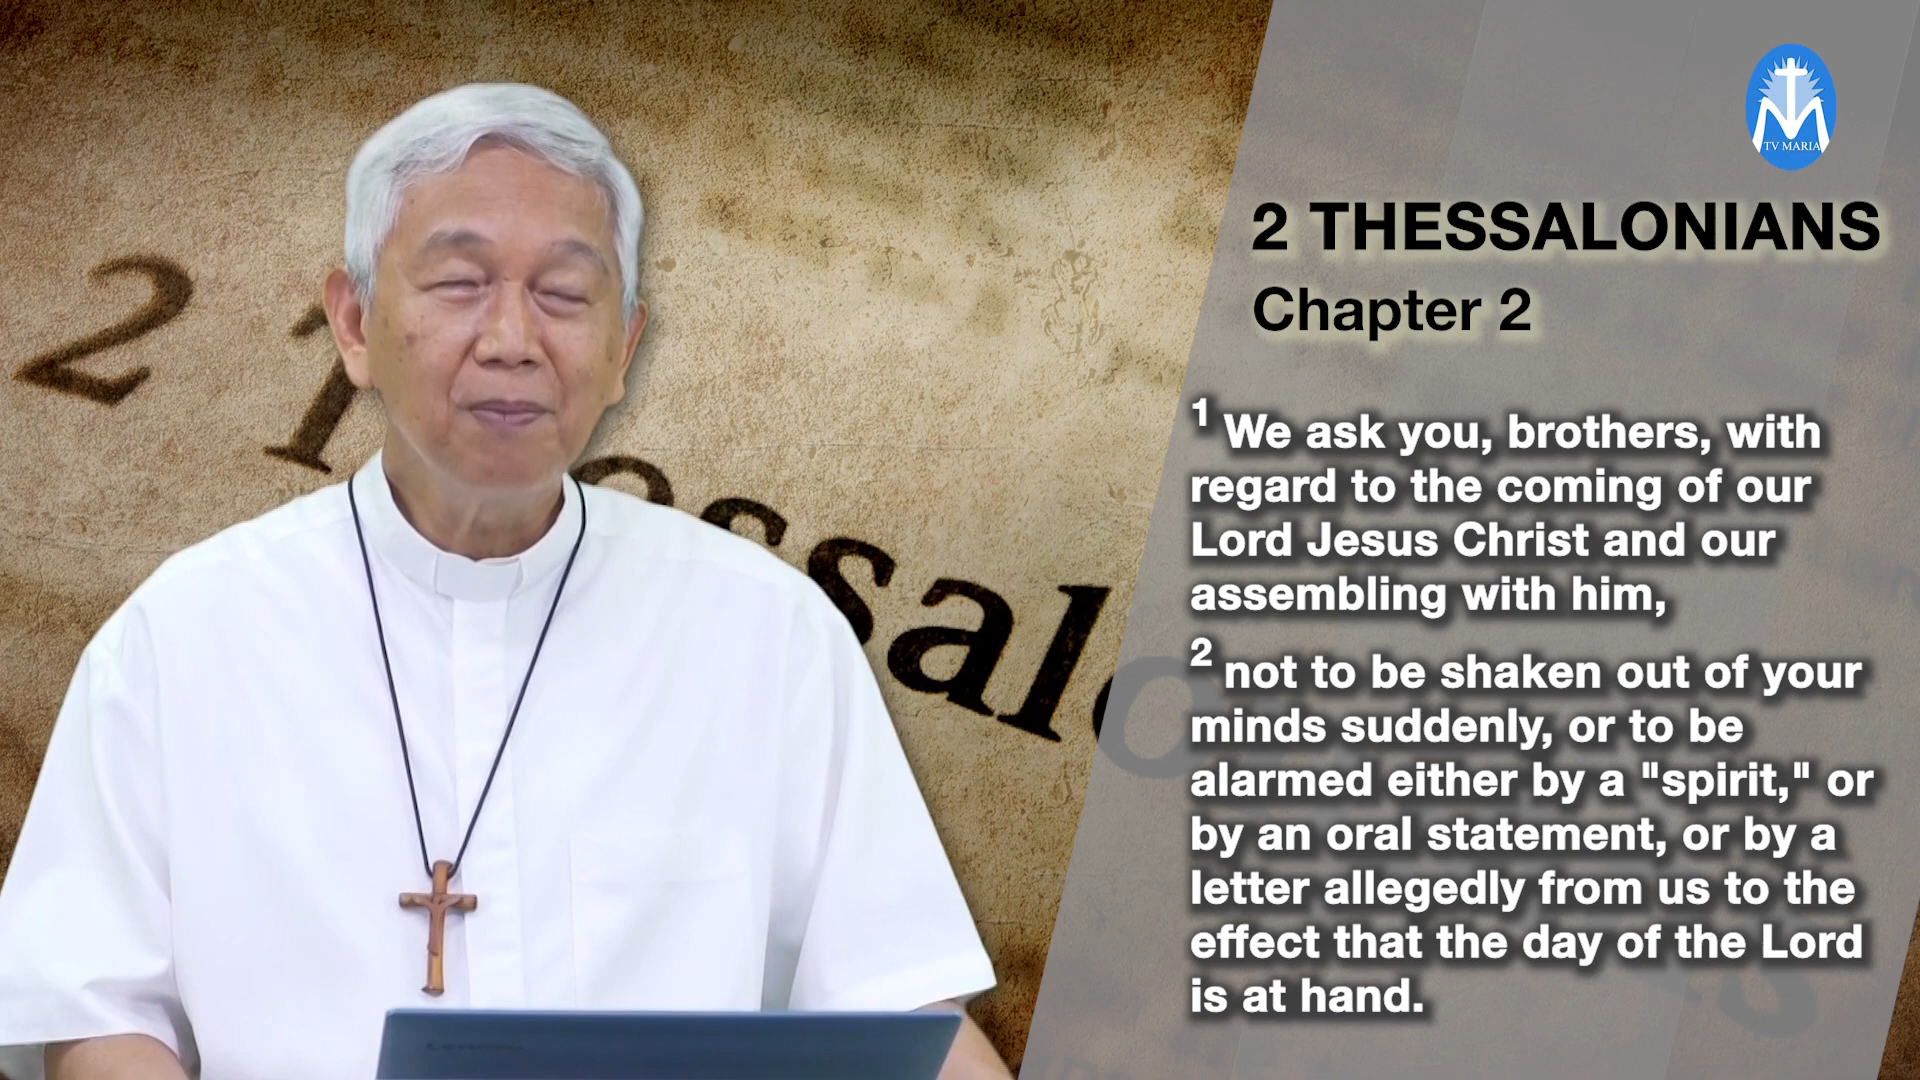 TV MARIA
2 THESSALONIANS
Chapter 2
1 We ask you, brothers, with
regard to the coming of our
Lord Jesus Christ and our
assembling with him,
2 not to be shaken out of your
minds suddenly, or to be
alarmed either by a "spirit," or
by an oral statement, or by a
letter allegedly from us to the
effect that the day of the Lord
is at hand.
2 T
ssalo
Lenovo